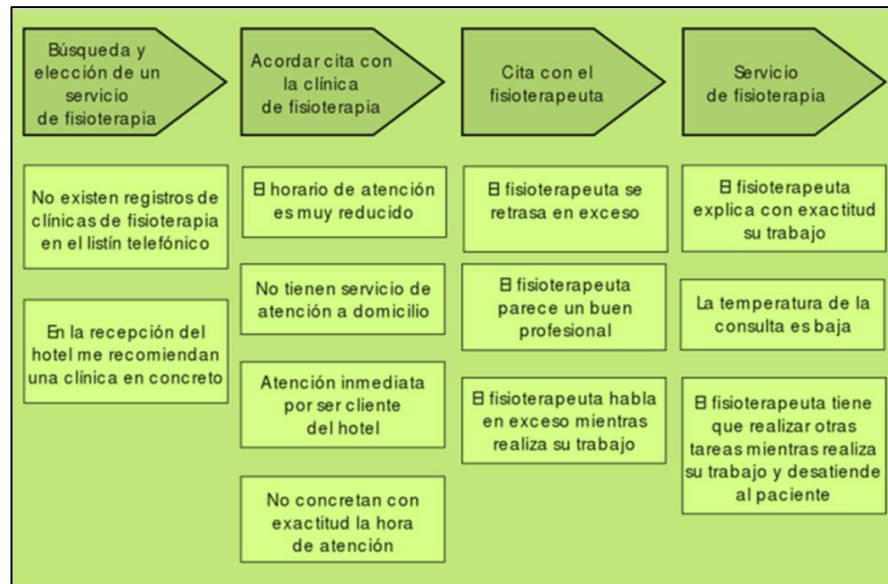 Búsqueda y
elección de un
servicio
de fisioterapia
Acordar cita con
la clínica
de fisioterapia
Cita con el
fisioterapeuta
Servicio
de fisioterapia
No existen registros de
clínicas de fisioterapia
en el listín telefónico
En la recepción del
hotel me recomiendan
una clínica en concreto
El horario de atención
es muy reducido
No tienen servicio de
atención a domicilio
Atención inmediata
por ser cliente
del hotel
No concretan con
exactitud la hora
de atención
El fisioterapeuta se
retrasa en exceso
El fisioterapeuta
parece un buen
profesional
El fisioterapeuta habla
en exceso mientras
realiza su trabajo
El fisioterapeuta
explica con exactitud
su trabajo
La temperatura de la
consulta es baja
El fisioterapeuta tiene
que realizar otras
tareas mientras realiza
su trabajo y desatiende
al paciente